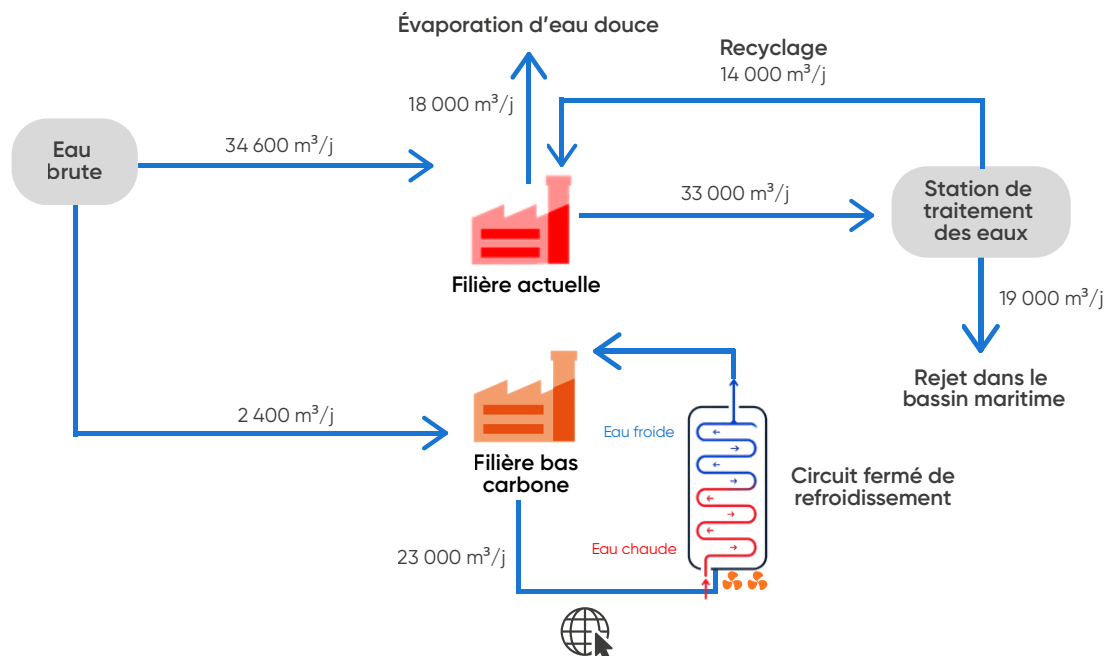 Évaporation d’eau douce
Recyclage
14 000 m³/j
18 000 m³/j
34 600 m³/j
Eau
brute
33 000 m³/j
Station de
traitement
des eaux
Filière actuelle
19 000 m³/j
Rejet dans le
bassin maritime
2 400 m³/j
Eau froide
Filière bas
carbone
Circuit fermé de
refroidissement
Eau chaude
23 000 m³/j